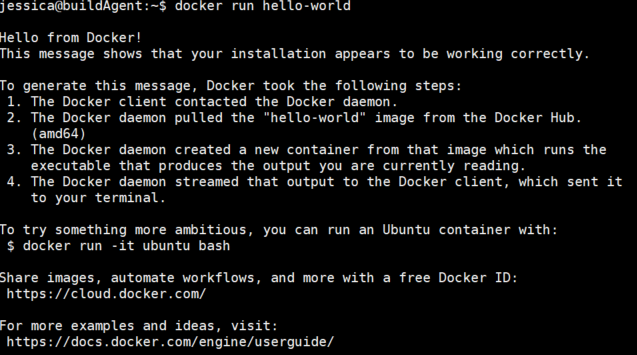 jessica@buildAgent:~$ docker run hello-world
Hello from Docker!
This message shows that your installation appears to be working correctly.
To generate this message, Docker took the following steps:
1. The Docker client contacted the Docker daemon.
2. The Docker daemon pulled the "hello-world" image from the Docker Hub.
(amd64)
3. The Docker daemon created a new container from that image which runs the
executable that produces the output you are currently reading.
4. The Docker daemon streamed that output to the Docker client, which sent it
to your terminal.
To try something more ambitious, you can run an Ubuntu container with:
$ docker run -it ubuntu bash
Share images, automate workflows, and more with a free Docker ID:
https://cloud.docker.com/
For more examples and ideas, visit:
https://docs.docker.com/engine/userguide/